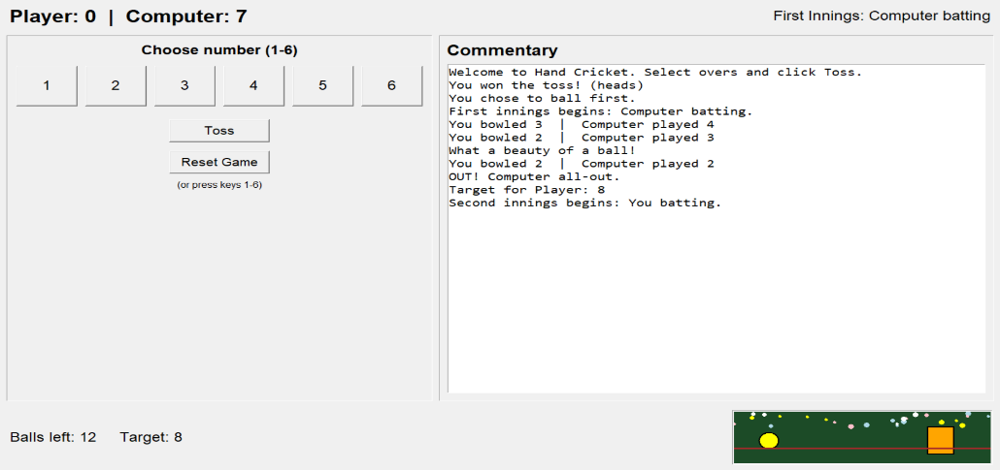 Player: 0 | Computer: 7
First Innings: Computer batting
Choose number (1-6)
1 2 3 4 5 6
Toss
Reset Game
(or press keys 1-6)
Commentary
Welcome to Hand Cricket. Select overs and click Toss.
You won the toss! (heads)
You chose to ball first.
First innings begins: Computer batting.
You bowled 3 | Computer played 4
You bowled 2 | Computer played 3
What a beauty of a ball!
You bowled 2 | Computer played 2
OUT! Computer all-out.
Target for Player: 8
Second innings begins: You batting.
Balls left: 12 Target: 8